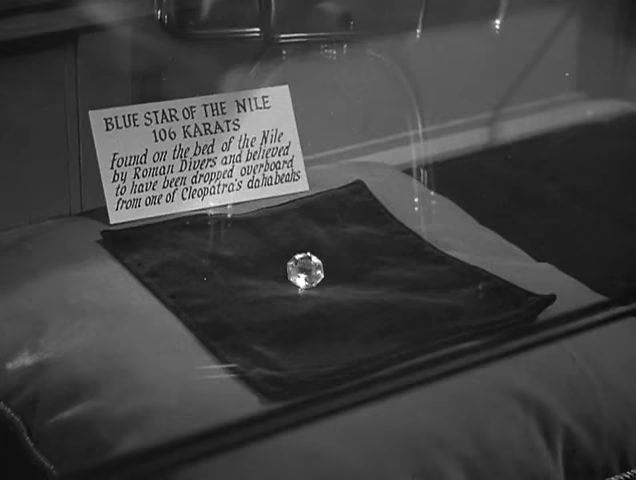 BLUE STAR OF THE NILE
106 KARATS
Found on the bed of the Nile
by Roman Divers and believed
to have been dropped overboard
from one of Cleopatra's dahabeahs